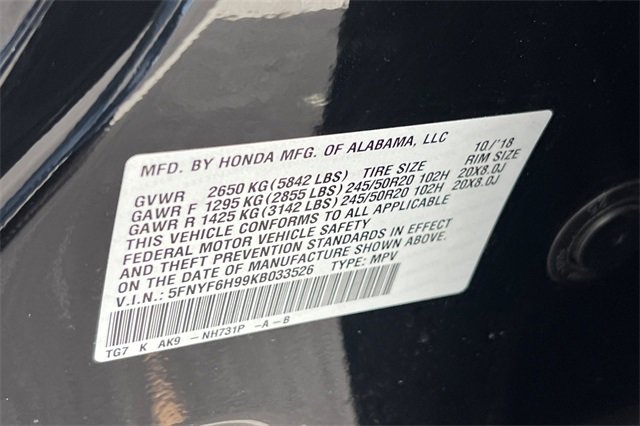 MFD. BY HONDA MFG. OF ALABAMA, LLC 10/'18
GVWR 2650 KG (5842 LBS) TIRE SIZE RIM SIZE
GAWR F 1295 KG (2855 LBS) 245/50R20 102H 20X8.0J
GAWR R 1425 KG (3142 LBS) 245/50R20 102H 20X8.0J
THIS VEHICLE CONFORMS TO ALL APPLICABLE
FEDERAL MOTOR VEHICLE SAFETY
AND THEFT PREVENTION STANDARDS IN EFFECT
ON THE DATE OF MANUFACTURE SHOWN ABOVE.
V.I.N.: 5FNYF6H99KB033526 TYPE: MPV
TG7 K AK9 -NH731P -A-B